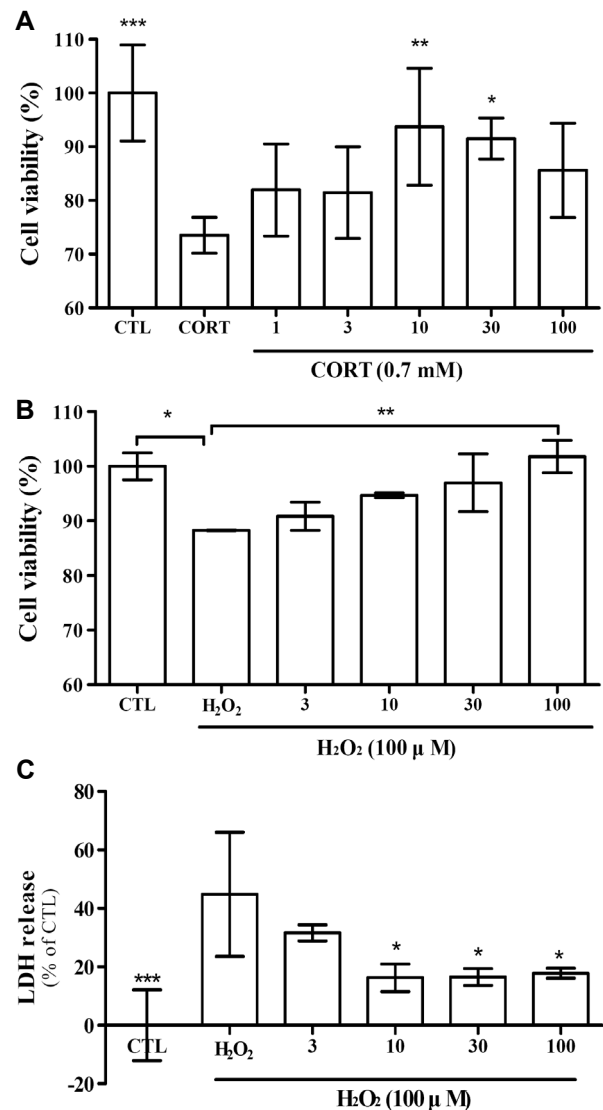 A
Cell viability (%)
110
100
90
80
70
60
***
**
*
CTL CORT 1 3 10 30 100
CORT (0.7 mM)
B
Cell viability (%)
110
100
90
80
70
60
*
**
CTL H₂O₂ 3 10 30 100
H₂O₂ (100 μ M)
C
LDH release
(% of CTL)
80
60
40
20
0
-20
***
* * *
CTL H₂O₂ 3 10 30 100
H₂O₂ (100 μ M)